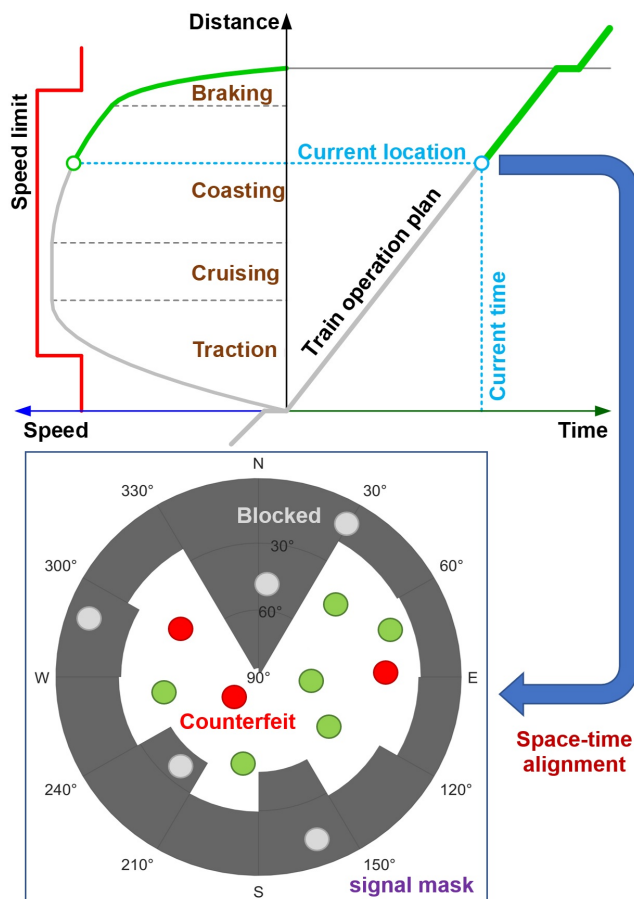 Distance
Speed limit
Braking
Current location
Coasting
Cruising
Traction
Train operation plan
Current time
Speed
Time
N
330°
30°
Blocked
300°
30°
60°
60°
W
90°
E
Counterfeit
Space-time
alignment
240°
120°
210°
150°
S
signal mask